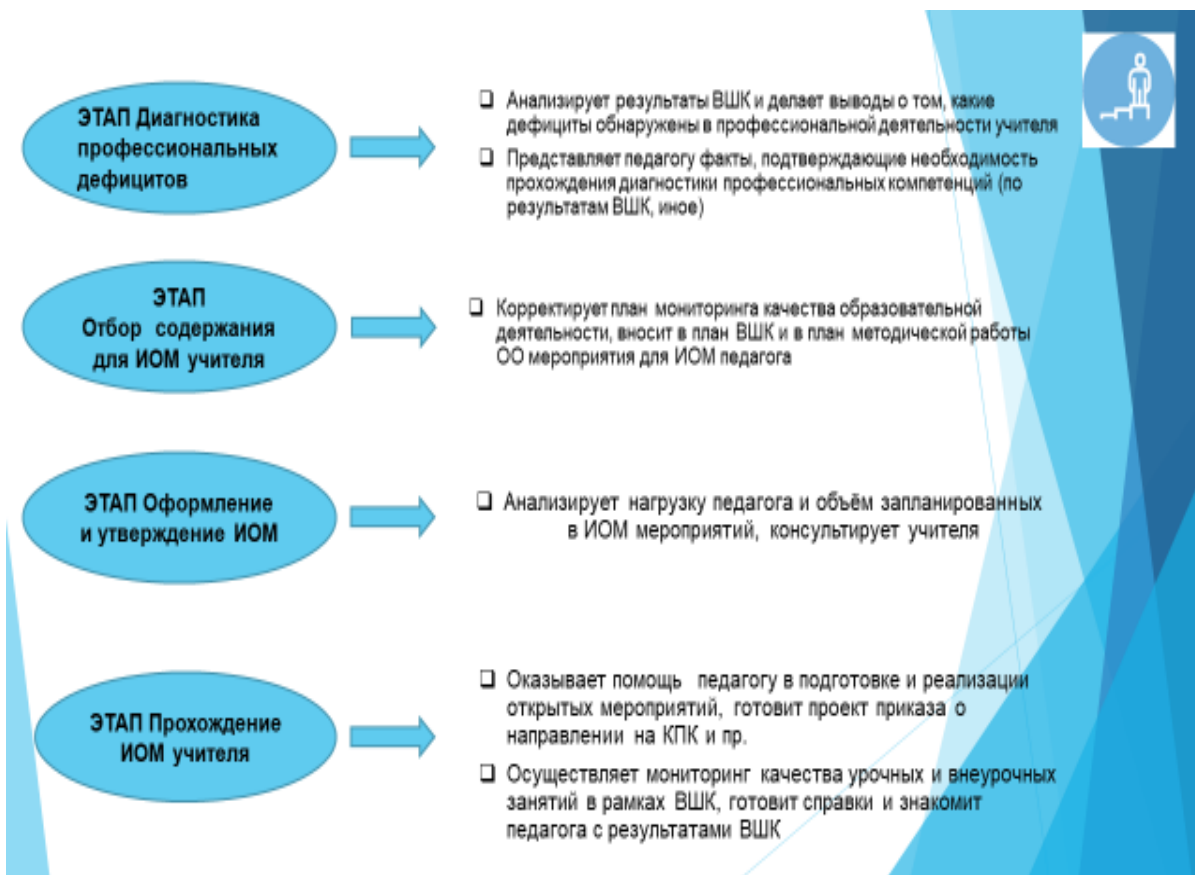 ЭТАП Диагностика
профессиональных
дефицитов
❑ Анализирует результаты ВШК и делает выводы о том, какие
дефициты обнаружены в профессиональной деятельности учителя
❑ Представляет педагогу факты, подтверждающие необходимость
прохождения диагностики профессиональных компетенций (по
результатам ВШК, иное)
ЭТАП
Отбор содержания
для ИОМ учителя
❑ Корректирует план мониторинга качества образовательной
деятельности, вносит в план ВШК и в план методической работы
ОО мероприятия для ИОМ педагога
ЭТАП Оформление
и утверждение ИОМ
❑ Анализирует нагрузку педагога и объём запланированных
в ИОМ мероприятий, консультирует учителя
ЭТАП Прохождение
ИОМ учителя
❑ Оказывает помощь педагогу в подготовке и реализации
открытых мероприятий, готовит проект приказа о
направлении на КПК и пр.
❑ Осуществляет мониторинг качества урочных и внеурочных
занятий в рамках ВШК, готовит справки и знакомит
педагога с результатами ВШК